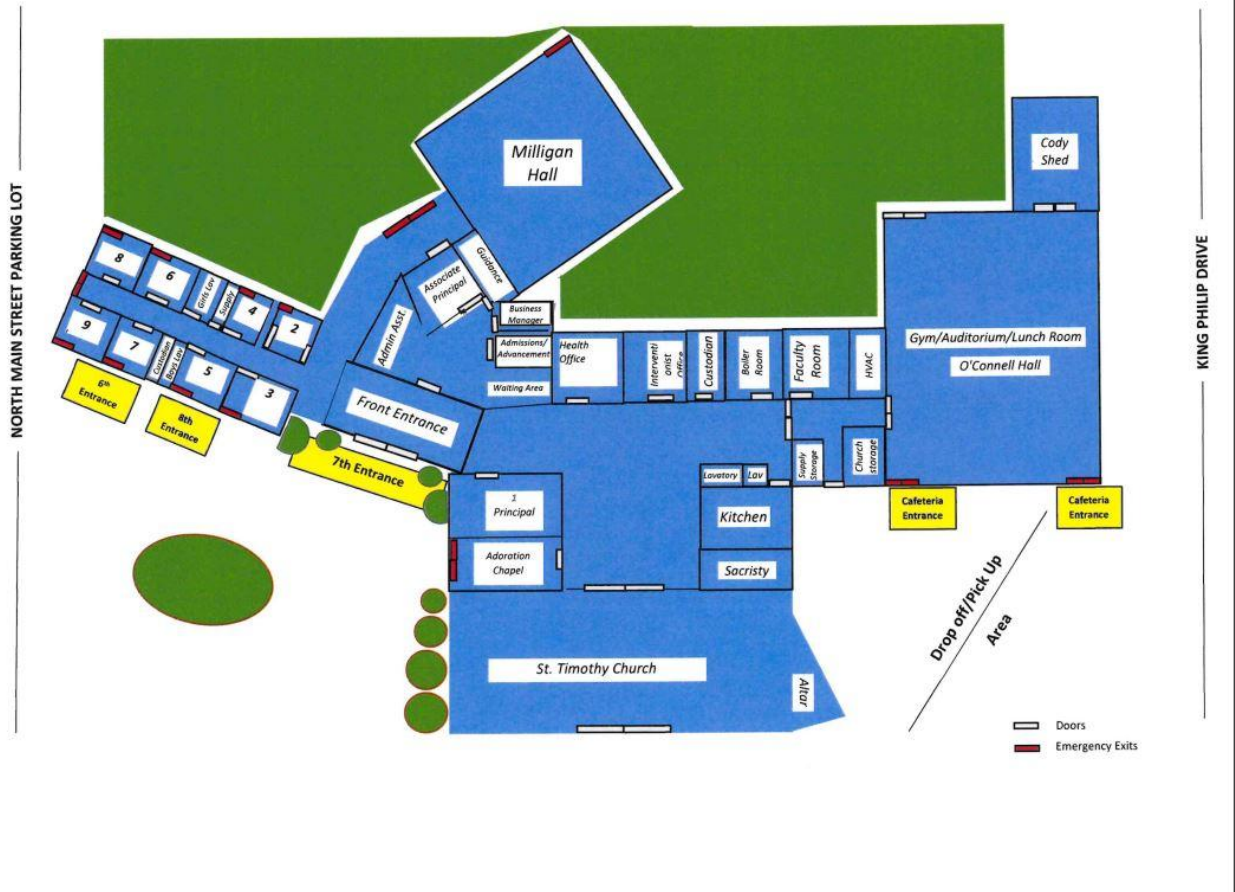 NORTH MAIN STREET PARKING LOT
KING PHILIP DRIVE
Milligan
Hall
Cody
Shed
8
6
Girls Lav
Supply
4
2
9
7
Custodian
Boys Lav
5
3
6th
Entrance
8th
Entrance
7th Entrance
Front Entrance
Admin Asst.
Associate
Principal
Guidance
Business
Manager
Admissions/
Advancement
Waiting Area
Health
Office
Interventi
onist
Office
Custodian
Boiler
Room
Faculty
Room
HVAC
Gym/Auditorium/Lunch Room
O'Connell Hall
Lavatory
Lav
Supply
Storage
Church
storage
1
Principal
Adoration
Chapel
Kitchen
Sacristy
Cafeteria
Entrance
Cafeteria
Entrance
Drop off/Pick Up
Area
St. Timothy Church
Altar
Doors
Emergency Exits